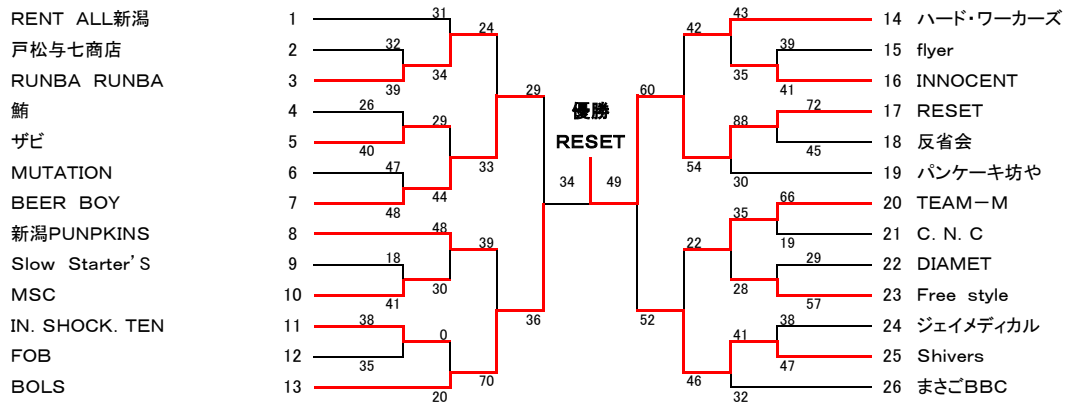 RENT ALL新潟 1 31 43 14 ハード・ワーカーズ
24 42
戸松与七商店 2 32 39 15 flyer
34 35
RUNBA RUNBA 3 39 41 16 INNOCENT
29 60
鮪 4 26 72 17 RESET
優勝
29 88
ザビ 5 40 45 18 反省会
RESET
33 54
MUTATION 6 47 30 19 パンケーキ坊や
34 49
44
BEER BOY 7 48 66 20 TEAM－M
35
新潟PUNPKINS 8 48 19 21 C．N．C
39 22
Slow Starter'S 9 18 29 22 DIAMET
30 28
MSC 10 41 57 23 Free style
36 52
IN．SHOCK．TEN 11 38 38 24 ジェイメディカル
0 41
FOB 12 35 47 25 Shivers
70 46
BOLS 13 20 32 26 まさごBBC